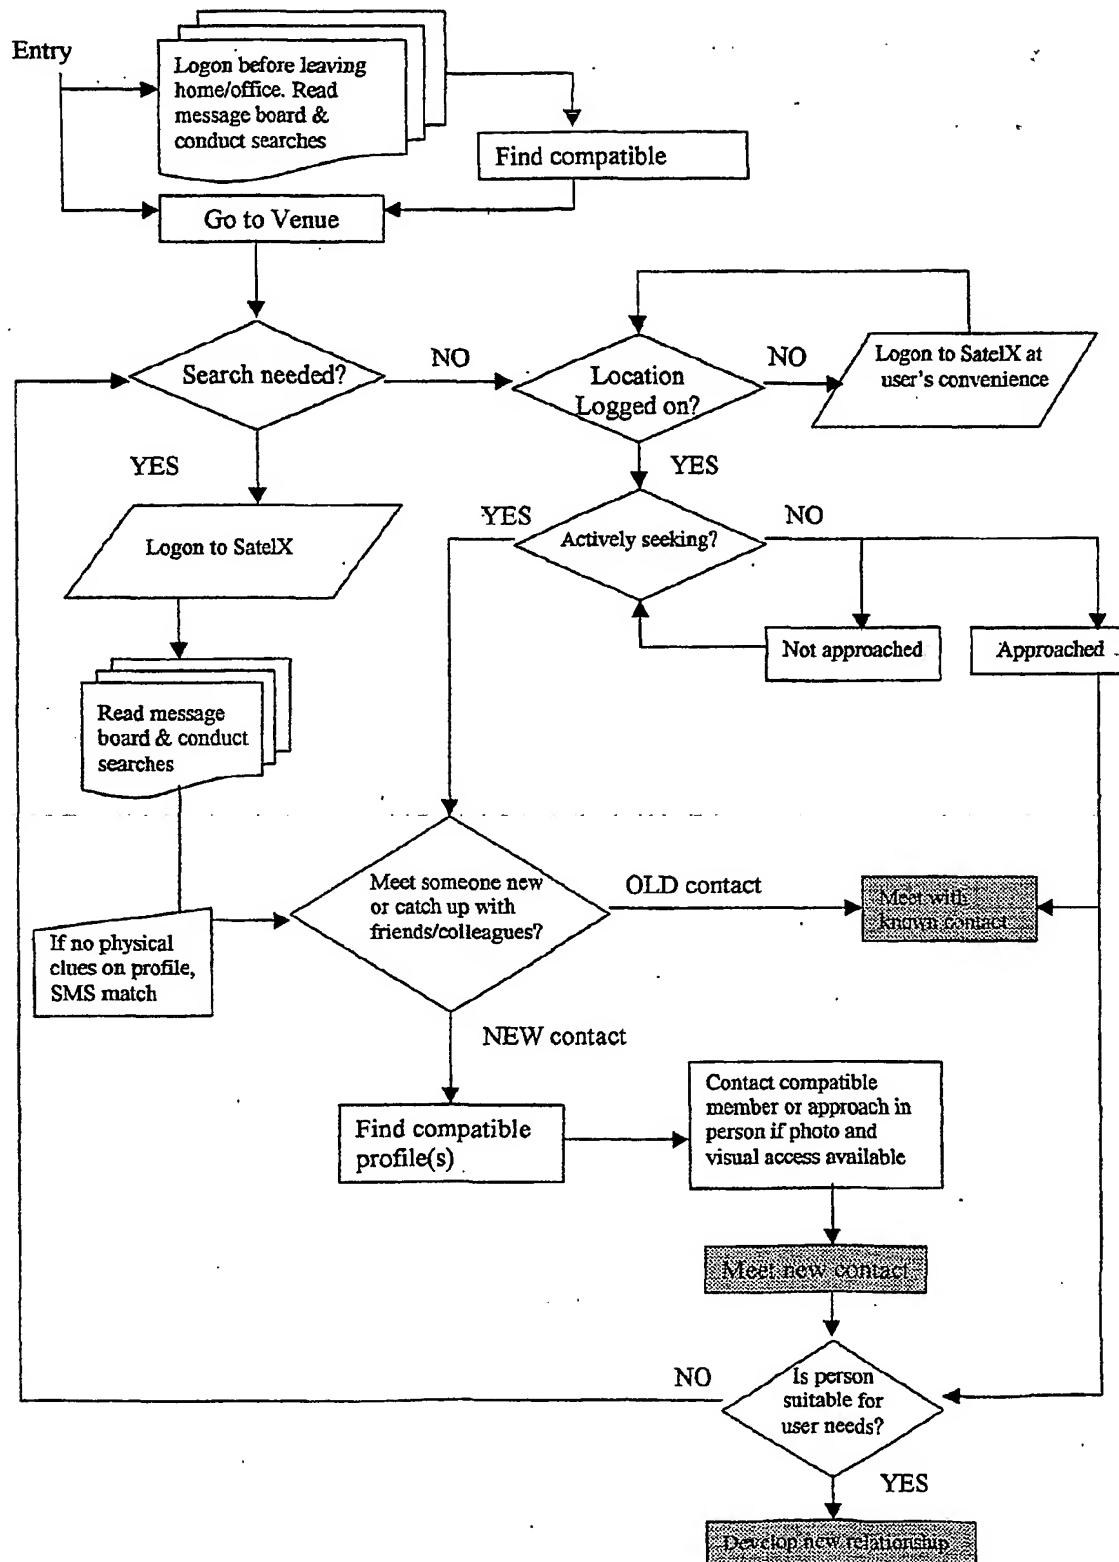 Entry
Logon before leaving
home/office. Read
message board &
conduct searches
Find compatible
Go to Venue
Search needed?
NO
Location
Logged on?
NO
Logon to SatelX at
user's convenience
YES
YES
Logon to SatelX
YES
Actively seeking?
NO
Not approached
Approached
Read message
board & conduct
searches
Meet someone new
or catch up with
friends/colleagues?
OLD contact
Meet with
known contact
If no physical
clues on profile,
SMS match
NEW contact
Find compatible
profile(s)
Contact compatible
member or approach in
person if photo and
visual access available
Meet new contact
NO
Is person
suitable for
user needs?
YES
Develop new relationship